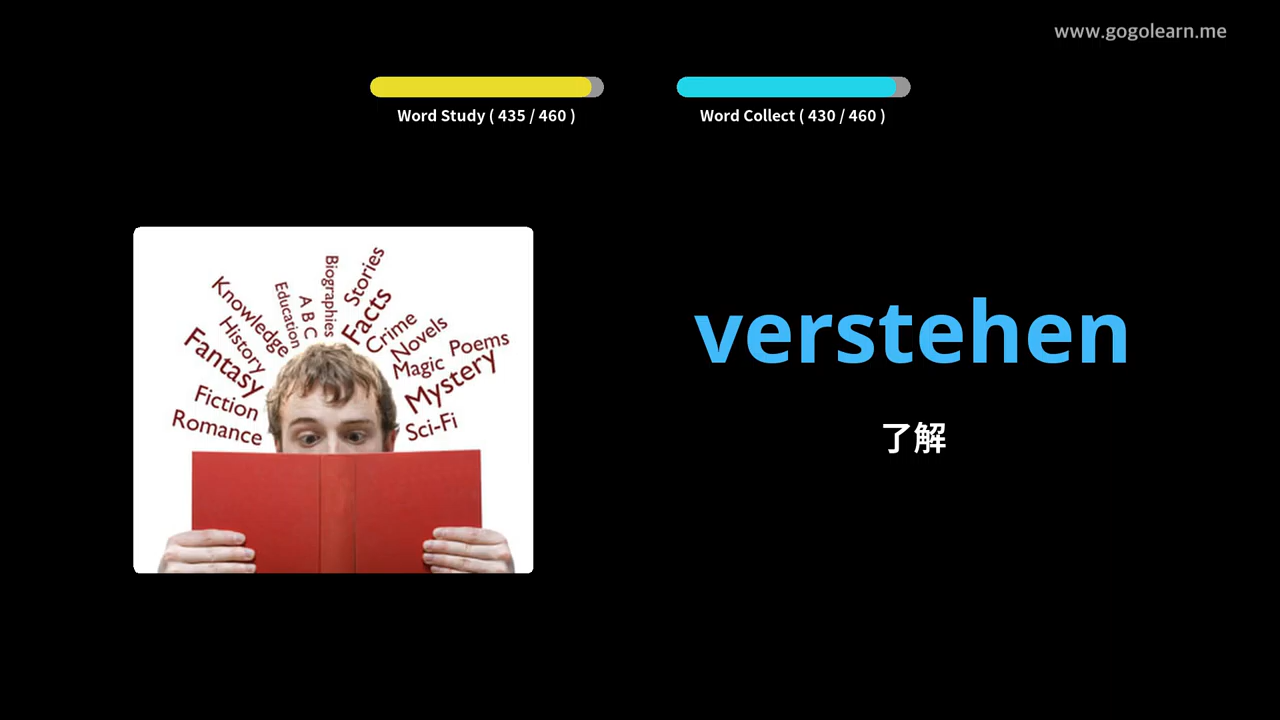 www.gogolearn.me
Word Study ( 435 / 460 )
Word Collect ( 430 / 460 )
Knowledge
History
Education
A B C
Biographies
Stories
Facts
Crime
Novels
Magic
Poems
Mystery
Fantasy
Fiction
Romance
Sci-Fi
verstehen
了解